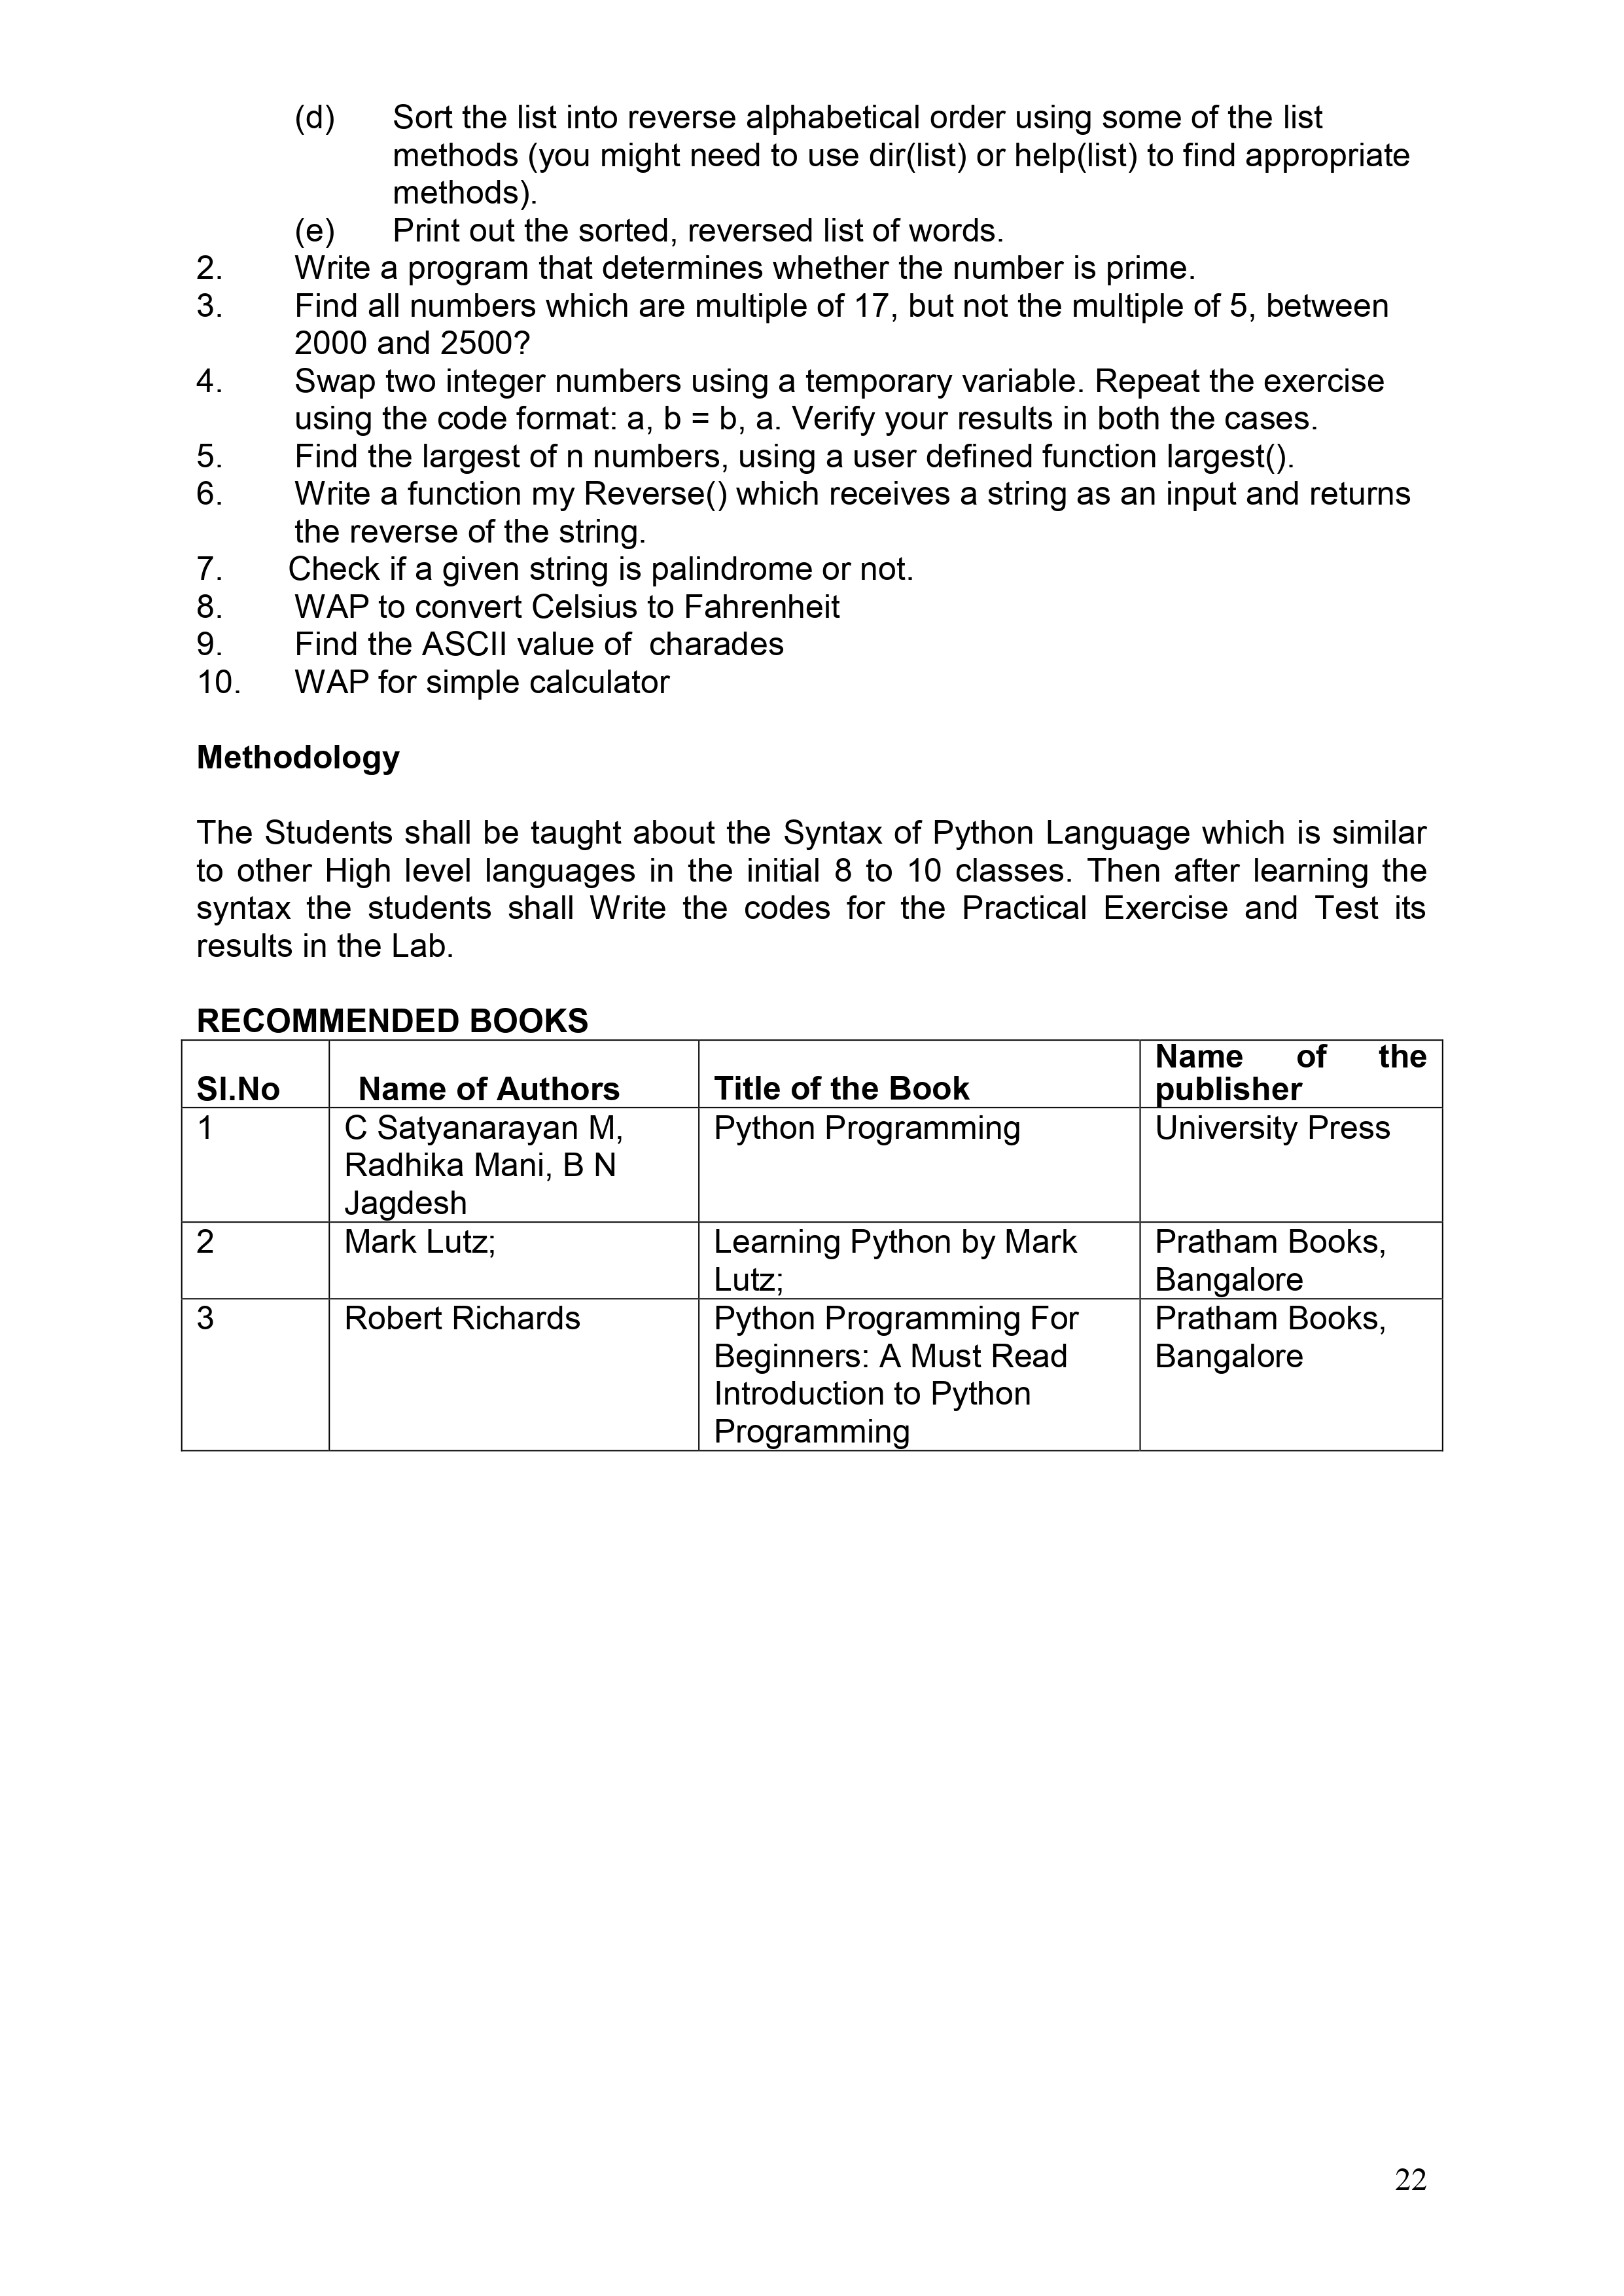 (d) Sort the list into reverse alphabetical order using some of the list
methods (you might need to use dir(list) or help(list) to find appropriate
methods).
(e) Print out the sorted, reversed list of words.
2. Write a program that determines whether the number is prime.
3. Find all numbers which are multiple of 17, but not the multiple of 5, between
2000 and 2500?
4. Swap two integer numbers using a temporary variable. Repeat the exercise
using the code format: a, b = b, a. Verify your results in both the cases.
5. Find the largest of n numbers, using a user defined function largest().
6. Write a function my Reverse() which receives a string as an input and returns
the reverse of the string.
7. Check if a given string is palindrome or not.
8. WAP to convert Celsius to Fahrenheit
9. Find the ASCII value of  charades
10. WAP for simple calculator
Methodology
The Students shall be taught about the Syntax of Python Language which is similar
to other High level languages in the initial 8 to 10 classes. Then after learning the
syntax the students shall Write the codes for the Practical Exercise and Test its
results in the Lab.
RECOMMENDED BOOKS
Sl.No Name of Authors Title of the Book Name of the
publisher
1 C Satyanarayan M, Python Programming University Press
Radhika Mani, B N
Jagdesh
2 Mark Lutz; Learning Python by Mark Pratham Books,
Lutz; Bangalore
3 Robert Richards Python Programming For Pratham Books,
Beginners: A Must Read Bangalore
Introduction to Python
Programming
22